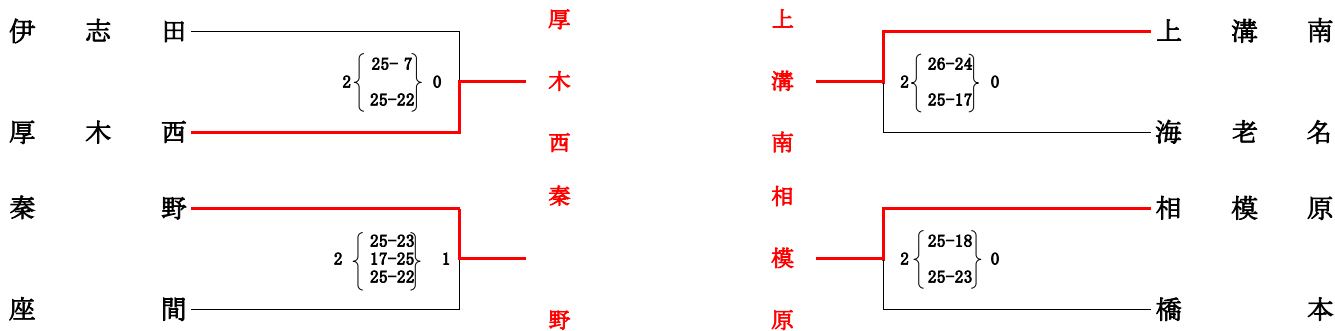 伊志田
25-7
2 0
25-22
厚木西
厚木西
秦野
25-23
2 17-25 1
25-22
座間
秦野
上溝南
上溝南
26-24
2 0
25-17
海老名
相模原
相模原
25-18
2 0
25-23
橋本